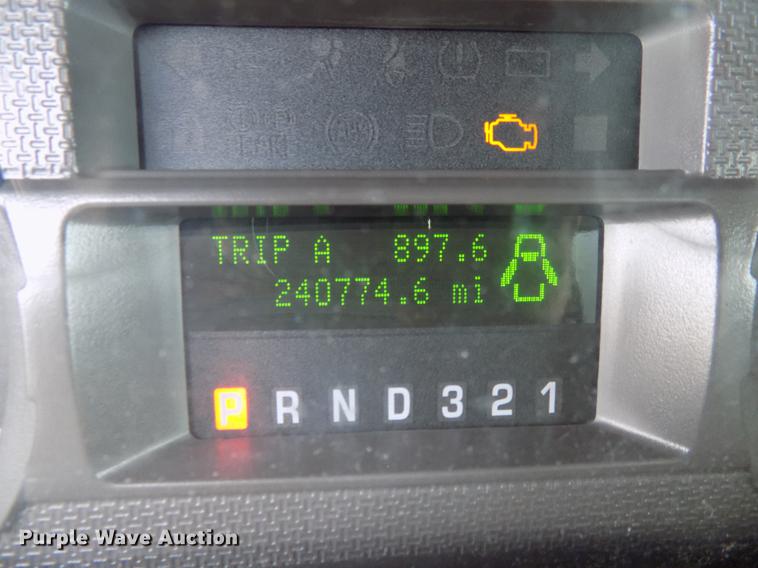 TRIP A 897.6
240774.6 mi
P R N D 3 2 1
Purple Wave Auction